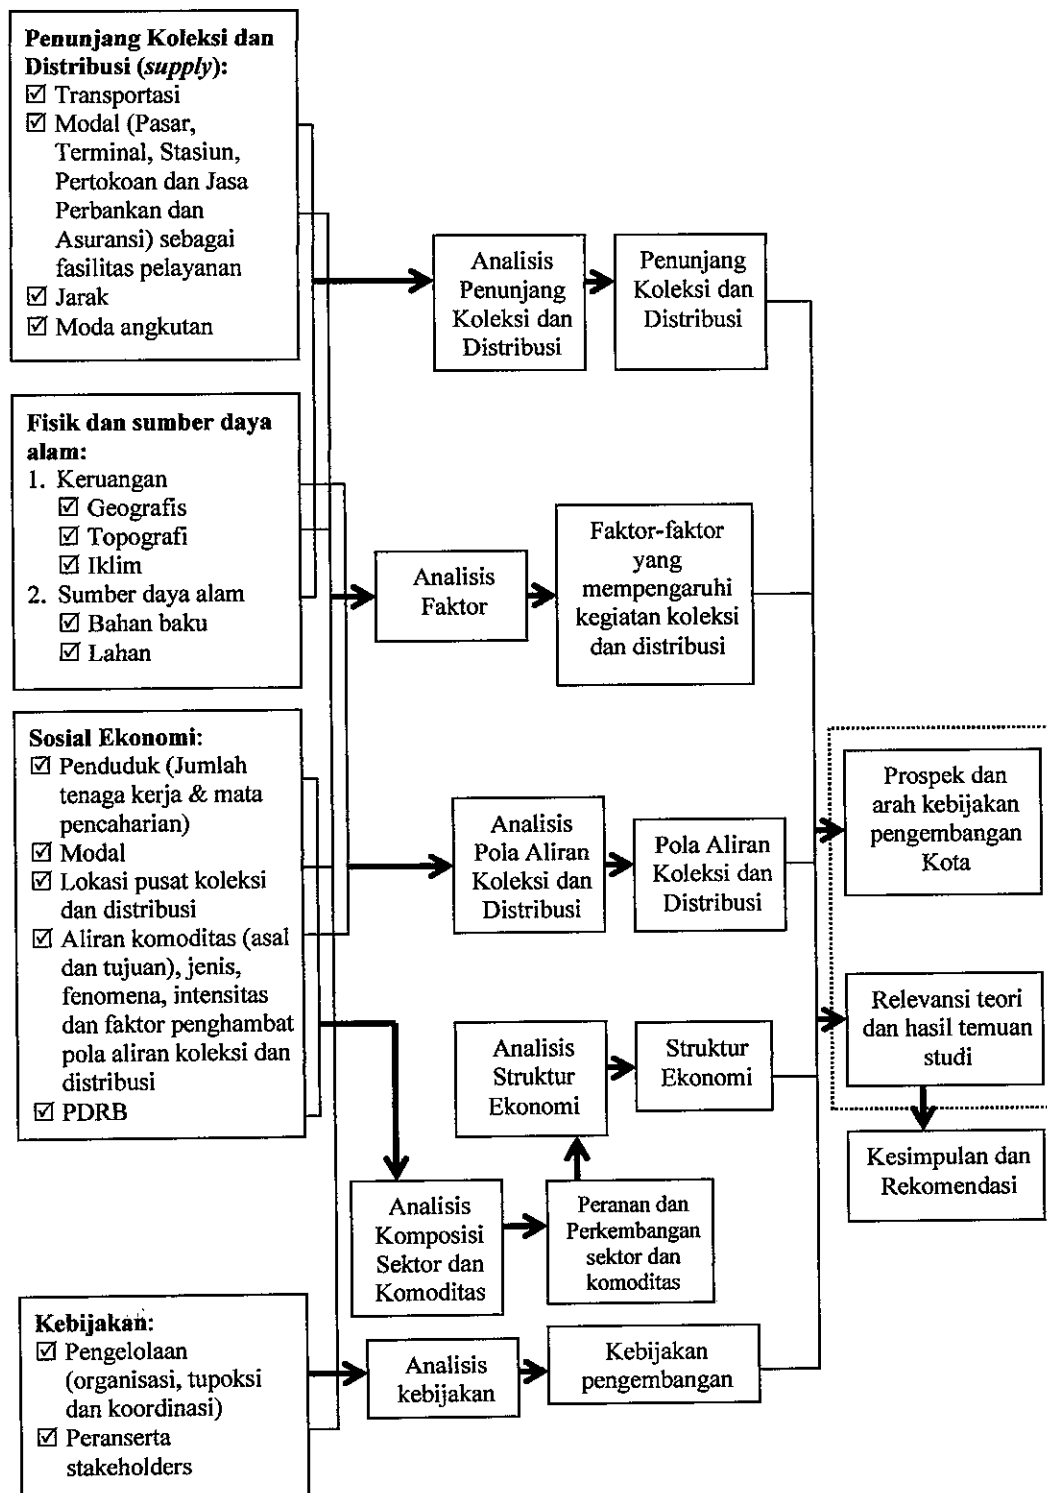 Penunjang Koleksi dan
Distribusi (supply):
☑ Transportasi
☑ Modal (Pasar,
Terminal, Stasiun,
Pertokoan dan Jasa
Perbankan dan
Asuransi) sebagai
fasilitas pelayanan
☑ Jarak
☑ Moda angkutan
Analisis
Penunjang
Koleksi dan
Distribusi
Penunjang
Koleksi dan
Distribusi
Fisik dan sumber daya
alam:
1. Keruangan
☑ Geografis
☑ Topografi
☑ Iklim
2. Sumber daya alam
☑ Bahan baku
☑ Lahan
Analisis
Faktor
Faktor-faktor
yang
mempengaruhi
kegiatan koleksi
dan distribusi
Sosial Ekonomi:
☑ Penduduk (Jumlah
tenaga kerja & mata
pencaharian)
☑ Modal
☑ Lokasi pusat koleksi
dan distribusi
☑ Aliran komoditas (asal
dan tujuan), jenis,
fenomena, intensitas
dan faktor penghambat
pola aliran koleksi dan
distribusi
☑ PDRB
Analisis
Pola Aliran
Koleksi dan
Distribusi
Pola Aliran
Koleksi dan
Distribusi
Prospek dan
arah kebijakan
pengembangan
Kota
Relevansi teori
dan hasil temuan
studi
Analisis
Struktur
Ekonomi
Struktur
Ekonomi
Kesimpulan dan
Rekomendasi
Analisis
Komposisi
Sektor dan
Komoditas
Peranan dan
Perkembangan
sektor dan
komoditas
Kebijakan:
☑ Pengelolaan
(organisasi, tupoksi
dan koordinasi)
☑ Peranserta
stakeholders
Analisis
kebijakan
Kebijakan
pengembangan